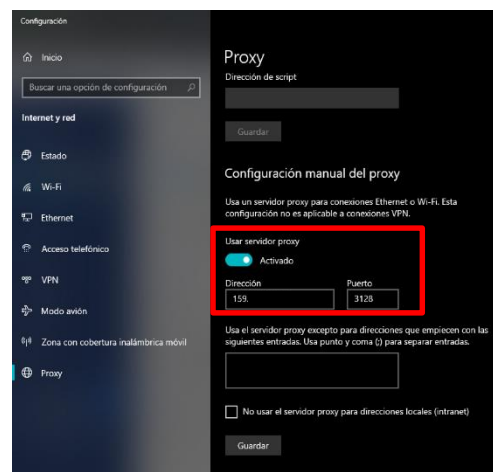 Configuración
Inicio
Buscar una opción de configuración
Internet y red
Estado
Wi-Fi
Ethernet
Acceso telefónico
VPN
Modo avión
Zona con cobertura inalámbrica móvil
Proxy
Proxy
Dirección de script
Guardar
Configuración manual del proxy
Usa un servidor proxy para conexiones Ethernet o Wi-Fi. Esta
configuración no es aplicable a conexiones VPN.
Usar servidor proxy
Activado
Dirección Puerto
159. 3128
Usa el servidor proxy excepto para direcciones que empiecen con las
siguientes entradas. Usa punto y coma (;) para separar entradas.
No usar el servidor proxy para direcciones locales (intranet)
Guardar